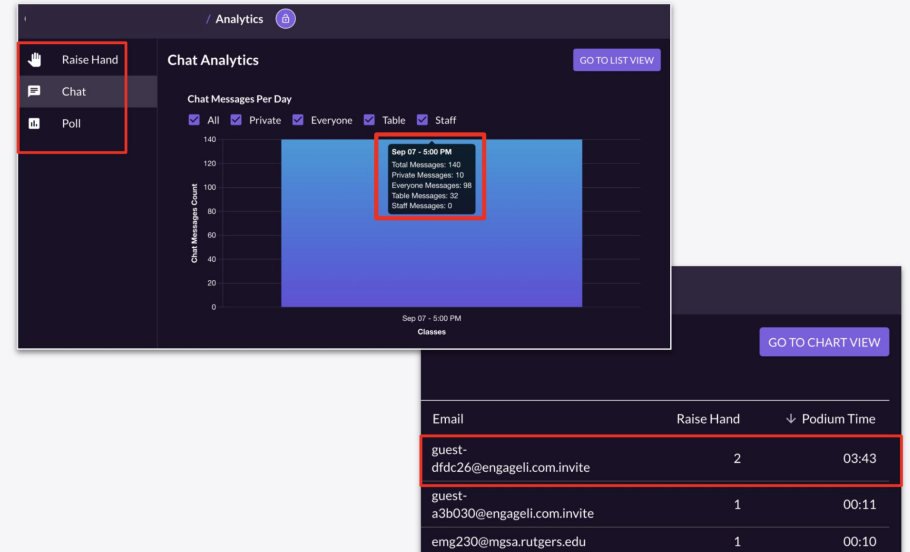 / Analytics
Raise Hand
Chat
Poll
Chat Analytics
GO TO LIST VIEW
Chat Messages Per Day
All Private Everyone Table Staff
140
120
100
80
60
40
20
0
Chat Messages Count
Sep 07 - 5:00 PM
Total Messages: 140
Private Messages: 10
Everyone Messages: 98
Table Messages: 32
Staff Messages: 0
Sep 07 - 5:00 PM
Classes
GO TO CHART VIEW
Email Raise Hand ↓ Podium Time
guest-
dfdc26@engageli.com.invite 2 03:43
guest-
a3b030@engageli.com.invite 1 00:11
emg230@mgsa.rutgers.edu 1 00:10